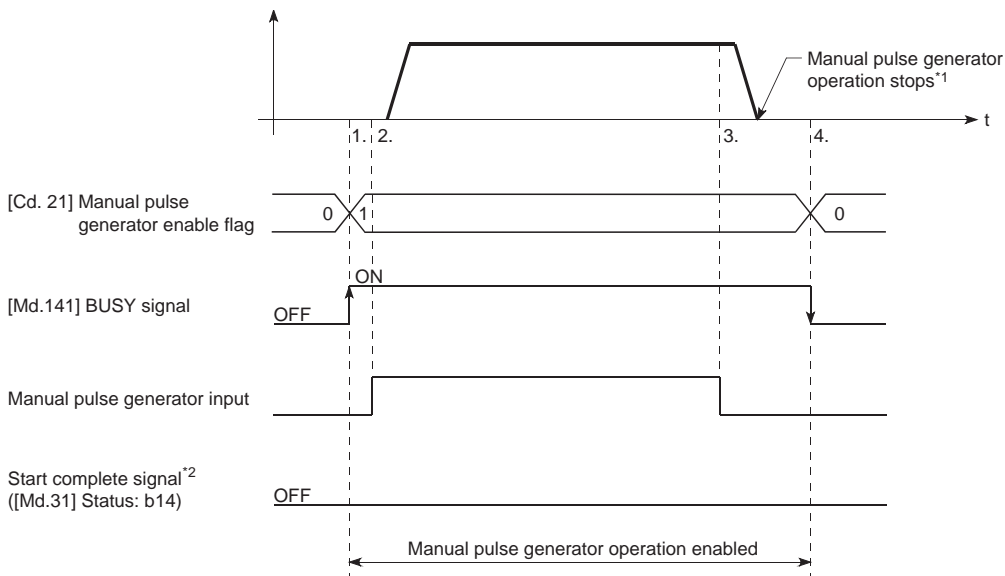 Manual pulse generator
operation stops*1
t
1. 2. 3. 4.
[Cd. 21] Manual pulse
generator enable flag
0 1 0
ON
[Md.141] BUSY signal
OFF
Manual pulse generator input
Start complete signal*2
([Md.31] Status: b14)
OFF
Manual pulse generator operation enabled